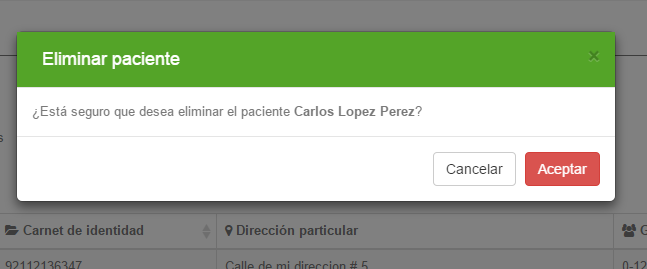 Eliminar paciente
×
¿Está seguro que desea eliminar el paciente Carlos Lopez Perez?
Cancelar Aceptar
s
Carnet de identidad Dirección particular G
92112136347 Calle de mi direccion # 5 0-12